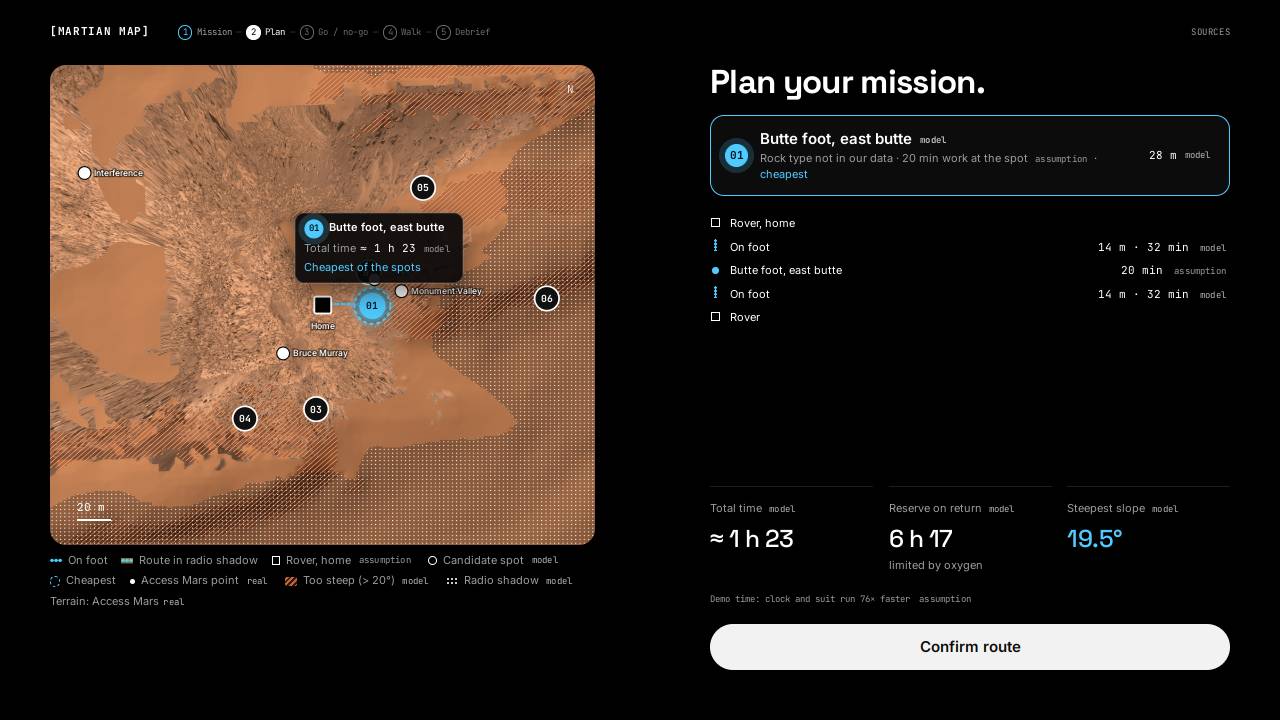 [MARTIAN MAP]
1 Mission – 2 Plan – 3 Go / no-go – 4 Walk – 5 Debrief
SOURCES
N
Interference
05
01 Butte foot, east butte
Total time ≈ 1 h 23 model
Cheapest of the spots
Monument Valley
06
01
Home
Bruce Murray
03
04
20 m
On foot Route in radio shadow Rover, home assumption Candidate spot model
Cheapest Access Mars point real Too steep (> 20°) model Radio shadow model
Terrain: Access Mars real
Plan your mission.
01 Butte foot, east butte model
Rock type not in our data · 20 min work at the spot assumption ·
cheapest
28 m model
Rover, home
On foot 14 m · 32 min model
Butte foot, east butte 20 min assumption
On foot 14 m · 32 min model
Rover
Total time model
≈ 1 h 23
Reserve on return model
6 h 17
limited by oxygen
Steepest slope model
19.5°
Demo time: clock and suit run 76× faster assumption
Confirm route